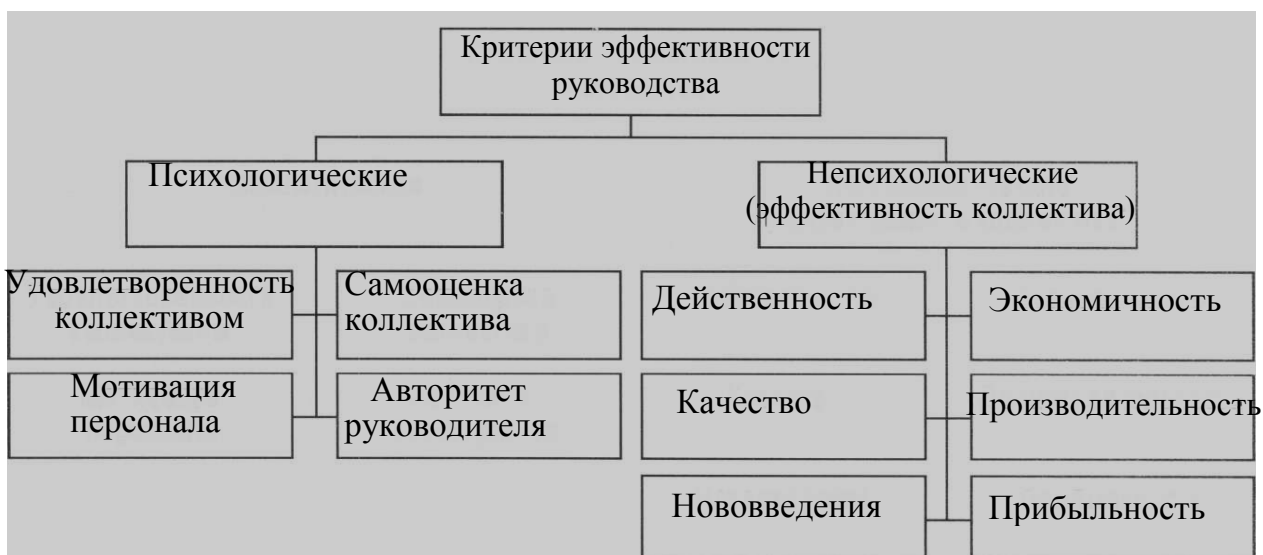 Критерии эффективности
руководства
Психологические
Непсихологические
(эффективность коллектива)
Удовлетворенность
коллективом
Самооценка
коллектива
Действенность
Экономичность
Мотивация
персонала
Авторитет
руководителя
Качество
Производительность
Нововведения
Прибыльность